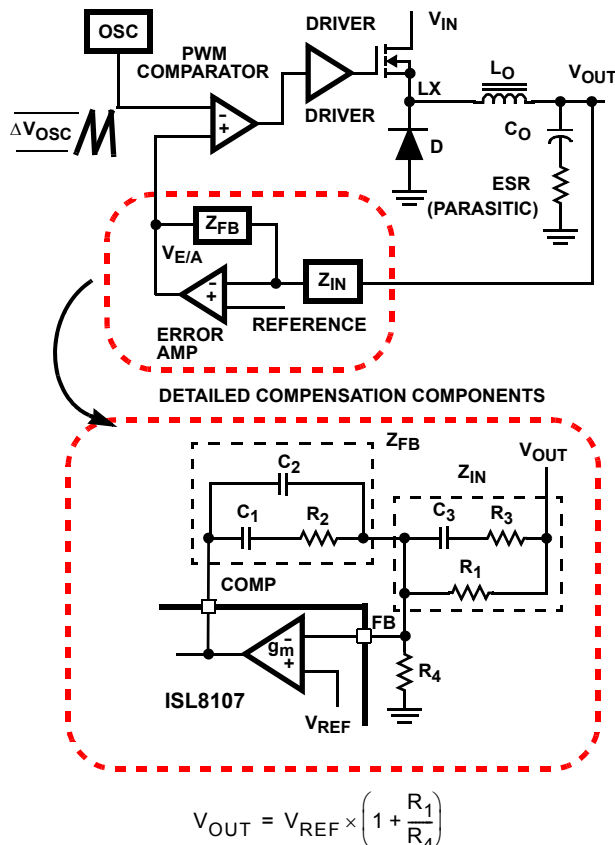 OSC
PWM
COMPARATOR
DRIVER
DRIVER
V_IN
L_O
V_OUT
LX
ΔV_OSC
-
+
D
C_O
ESR
(PARASITIC)
Z_FB
V_E/A
-
+
Z_IN
ERROR
AMP
REFERENCE
DETAILED COMPENSATION COMPONENTS
Z_FB
V_OUT
C_2
Z_IN
C_1
R_2
C_3
R_3
R_1
COMP
FB
g_m
-
+
R_4
ISL8107
V_REF
V_OUT = V_REF × (1 + R_1/R_4)